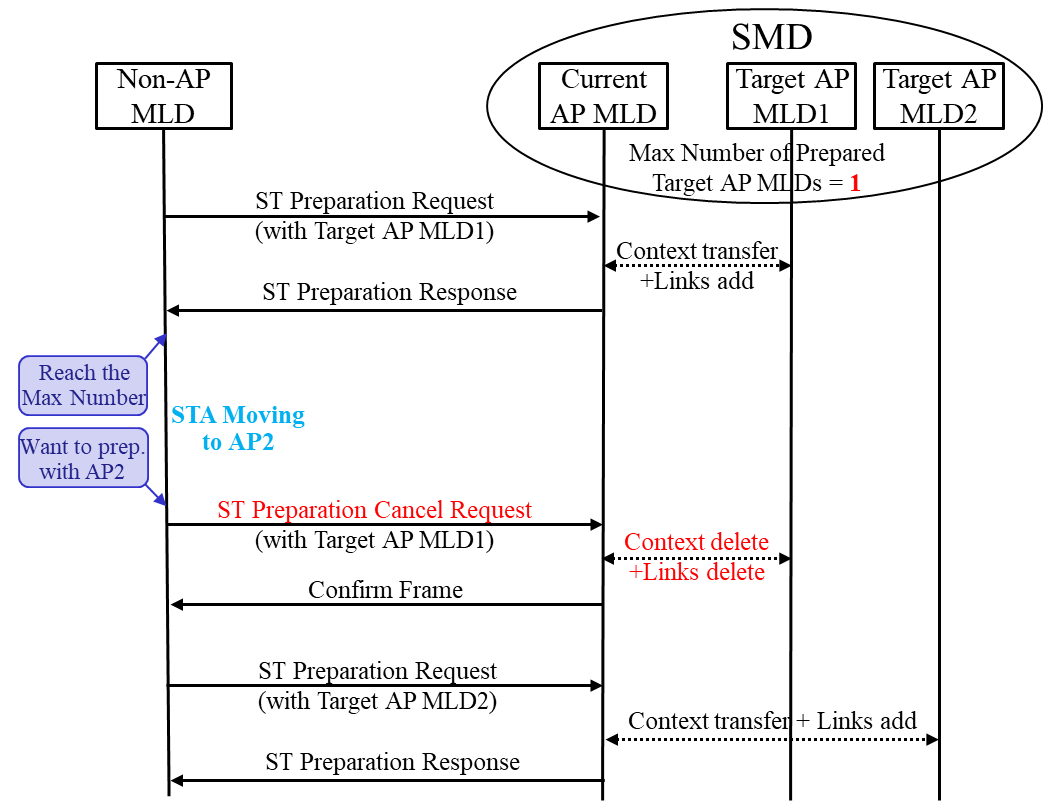 SMD
Non-AP
MLD
Current
AP MLD
Target AP
MLD1
Target AP
MLD2
Max Number of Prepared
Target AP MLDs = 1
ST Preparation Request
(with Target AP MLD1)
Context transfer
+Links add
ST Preparation Response
Reach the
Max Number
STA Moving
to AP2
Want to prep.
with AP2
ST Preparation Cancel Request
(with Target AP MLD1)
Context delete
+Links delete
Confirm Frame
ST Preparation Request
(with Target AP MLD2)
Context transfer + Links add
ST Preparation Response